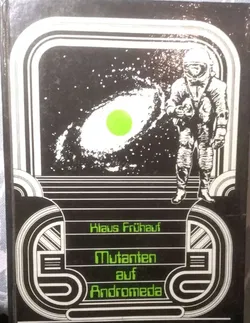 Klaus Frühauf
Mutanten
auf
Andromeda